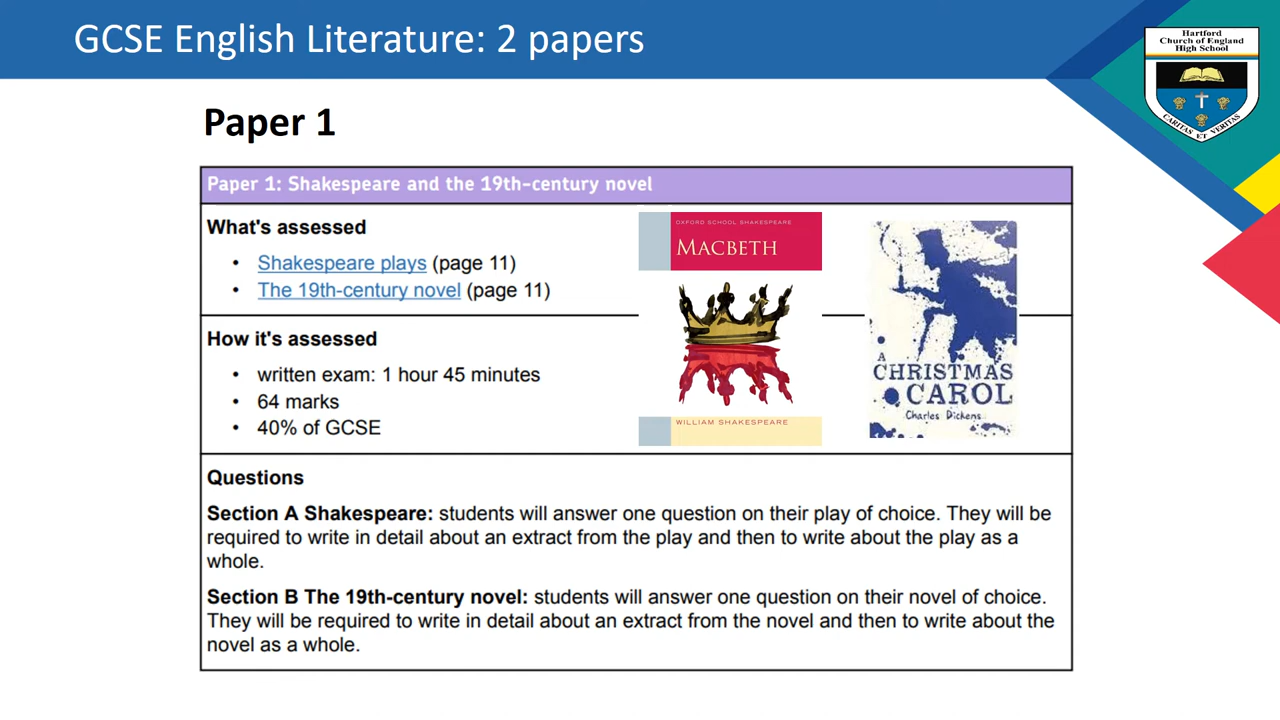 GCSE English Literature: 2 papers
Hartford
Church of England
High School
CARITAS ET VERITAS
Paper 1
Paper 1: Shakespeare and the 19th-century novel
What's assessed
• Shakespeare plays (page 11)
• The 19th-century novel (page 11)
OXFORD SCHOOL SHAKESPEARE
MACBETH
WILLIAM SHAKESPEARE
A
CHRISTMAS
CAROL
Charles Dickens
How it's assessed
• written exam: 1 hour 45 minutes
• 64 marks
• 40% of GCSE
Questions
Section A Shakespeare: students will answer one question on their play of choice. They will be
required to write in detail about an extract from the play and then to write about the play as a
whole.
Section B The 19th-century novel: students will answer one question on their novel of choice.
They will be required to write in detail about an extract from the novel and then to write about the
novel as a whole.